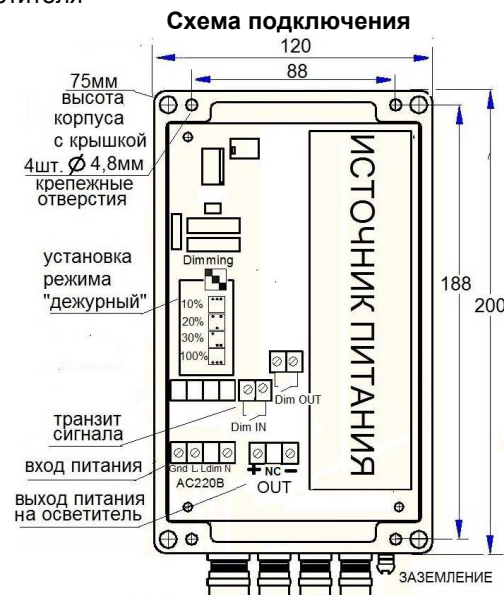 Схема подключения
120
88
75мм
высота
корпуса
с крышкой
4шт. Ø 4,8мм
крепежные
отверстия
ИСТОЧНИК ПИТАНИЯ
Dimming
установка
режима
"дежурный"
10%
20%
30%
100%
188
200
Dim OUT
Dim IN
транзит
сигнала
вход питания
Gnd L Ldim N
AC220В
+ NC −
OUT
выход питания
на осветитель
ЗАЗЕМЛЕНИЕ